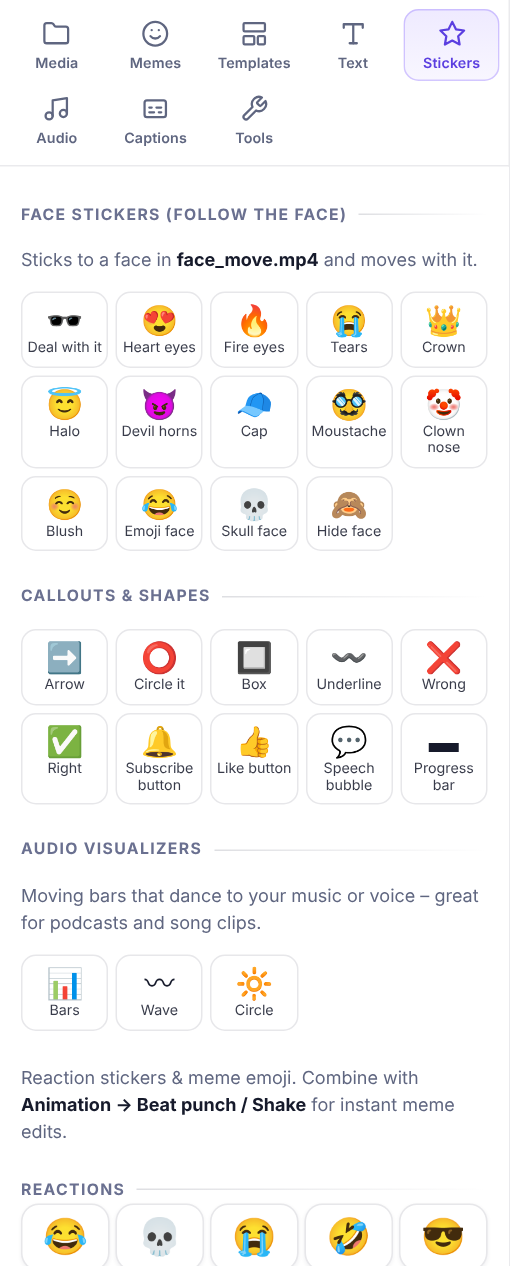 Media
Memes
Templates
Text
Stickers
Audio
Captions
Tools
FACE STICKERS (FOLLOW THE FACE)
Sticks to a face in face_move.mp4 and moves with it.
Deal with it
Heart eyes
Fire eyes
Tears
Crown
Halo
Devil horns
Cap
Moustache
Clown
nose
Blush
Emoji face
Skull face
Hide face
CALLOUTS & SHAPES
Arrow
Circle it
Box
Underline
Wrong
Right
Subscribe
button
Like button
Speech
bubble
Progress
bar
AUDIO VISUALIZERS
Moving bars that dance to your music or voice – great
for podcasts and song clips.
Bars
Wave
Circle
Reaction stickers & meme emoji. Combine with
Animation → Beat punch / Shake for instant meme
edits.
REACTIONS